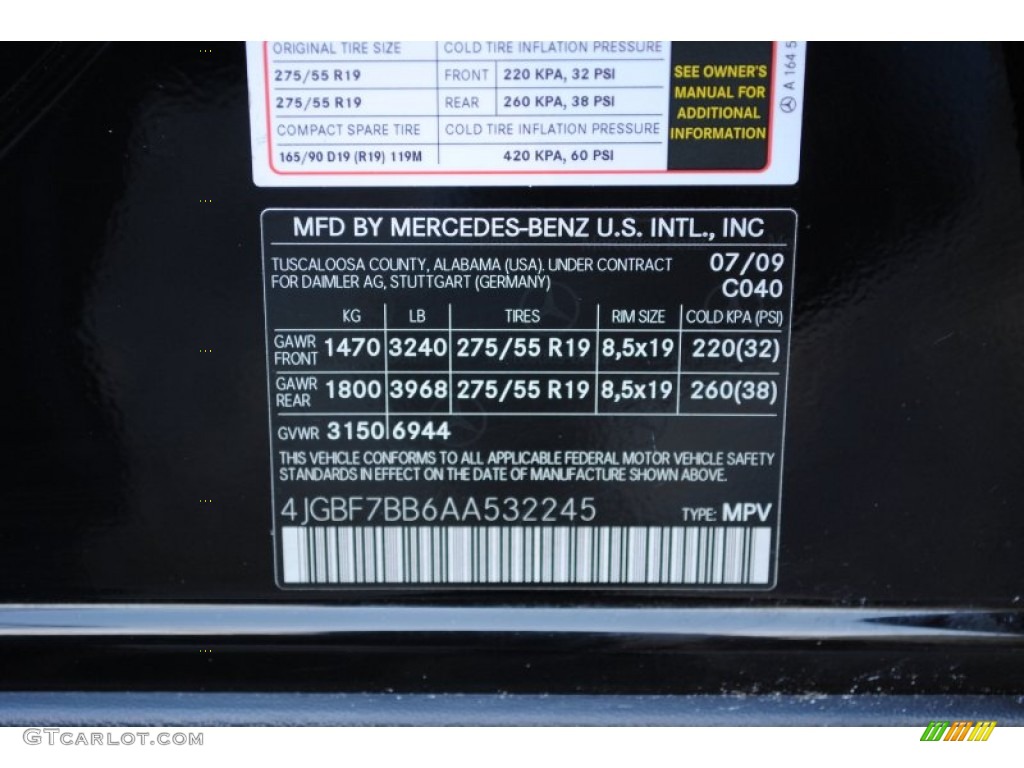 ORIGINAL TIRE SIZE COLD TIRE INFLATION PRESSURE
275/55 R19 FRONT 220 KPA, 32 PSI
275/55 R19 REAR 260 KPA, 38 PSI
COMPACT SPARE TIRE COLD TIRE INFLATION PRESSURE
165/90 D19 (R19) 119M 420 KPA, 60 PSI
SEE OWNER'S
MANUAL FOR
ADDITIONAL
INFORMATION
A 164 5
MFD BY MERCEDES-BENZ U.S. INTL., INC
TUSCALOOSA COUNTY, ALABAMA (USA). UNDER CONTRACT 07/09
FOR DAIMLER AG, STUTTGART (GERMANY) C040
KG LB TIRES RIM SIZE COLD KPA (PSI)
GAWR FRONT 1470 3240 275/55 R19 8,5x19 220(32)
GAWR REAR 1800 3968 275/55 R19 8,5x19 260(38)
GVWR 3150 6944
THIS VEHICLE CONFORMS TO ALL APPLICABLE FEDERAL MOTOR VEHICLE SAFETY
STANDARDS IN EFFECT ON THE DATE OF MANUFACTURE SHOWN ABOVE.
4JGBF7BB6AA532245 TYPE: MPV
GTCARLOT.COM